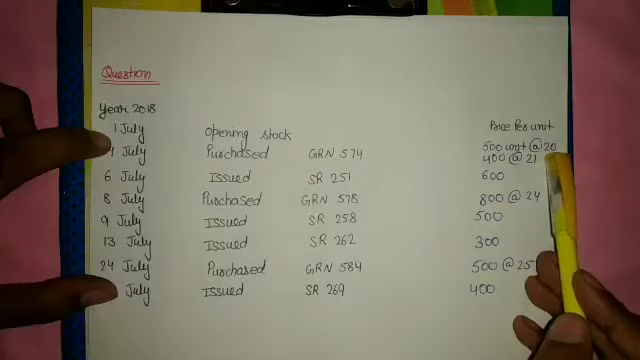 Question
Year 2018
Price Per unit
1 July opening stock 500 unit @ 20
July Purchased GRN 574 400 @ 21
6 July Issued SR 251 600
8 July Purchased GRN 578 800 @ 24
9 July Issued SR 258 500
13 July Issued SR 262 300
24 July Purchased GRN 584 500 @ 25
July Issued SR 269 400